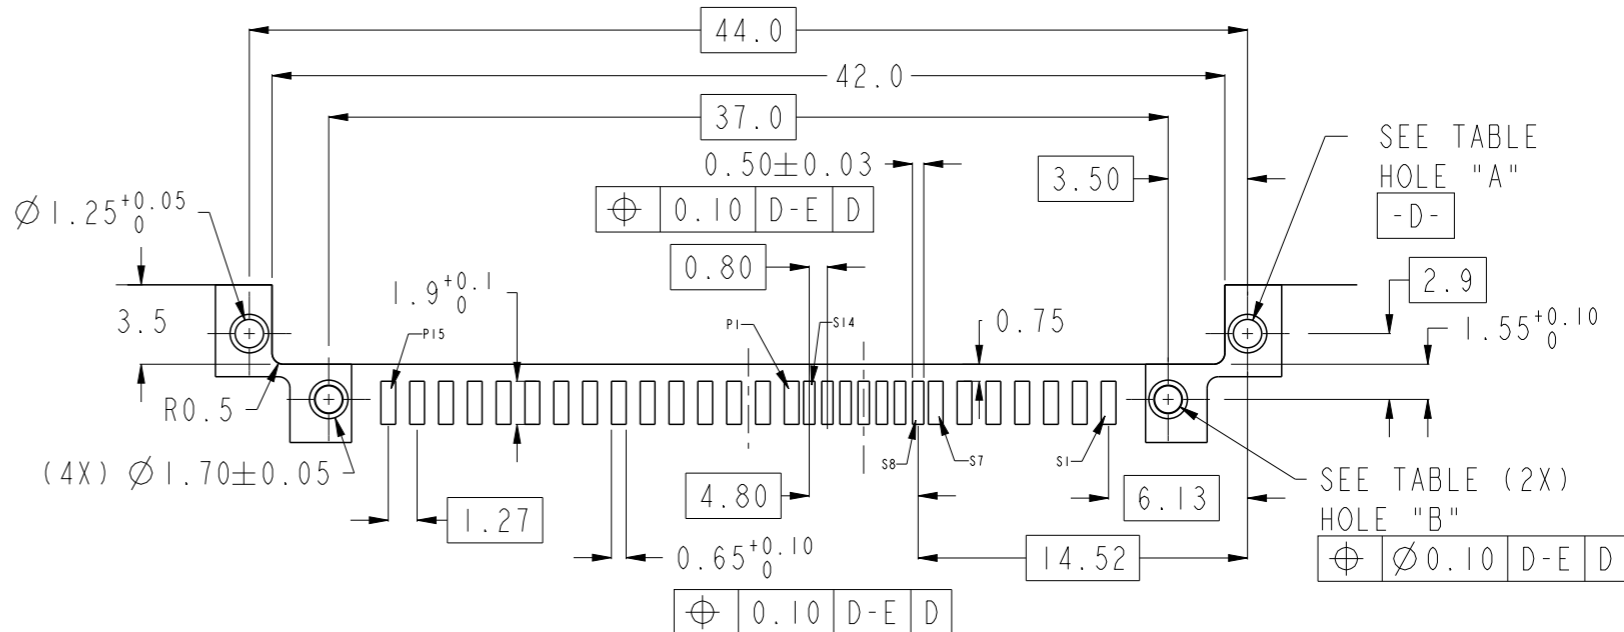 44.0
42.0
37.0
0.50±0.03
⌖ 0.10 D-E D
3.50
SEE TABLE
HOLE "A"
-D-
Ø1.25 +0.05 0
0.80
2.9
3.5
1.9 +0.1 0
P15
P1
S14
0.75
1.55 +0.10 0
R0.5
(4X) Ø1.70±0.05
S8
S7
S1
4.80
6.13
1.27
SEE TABLE (2X)
HOLE "B"
⌖ Ø0.10 D-E D
0.65 +0.10 0
14.52
⌖ 0.10 D-E D